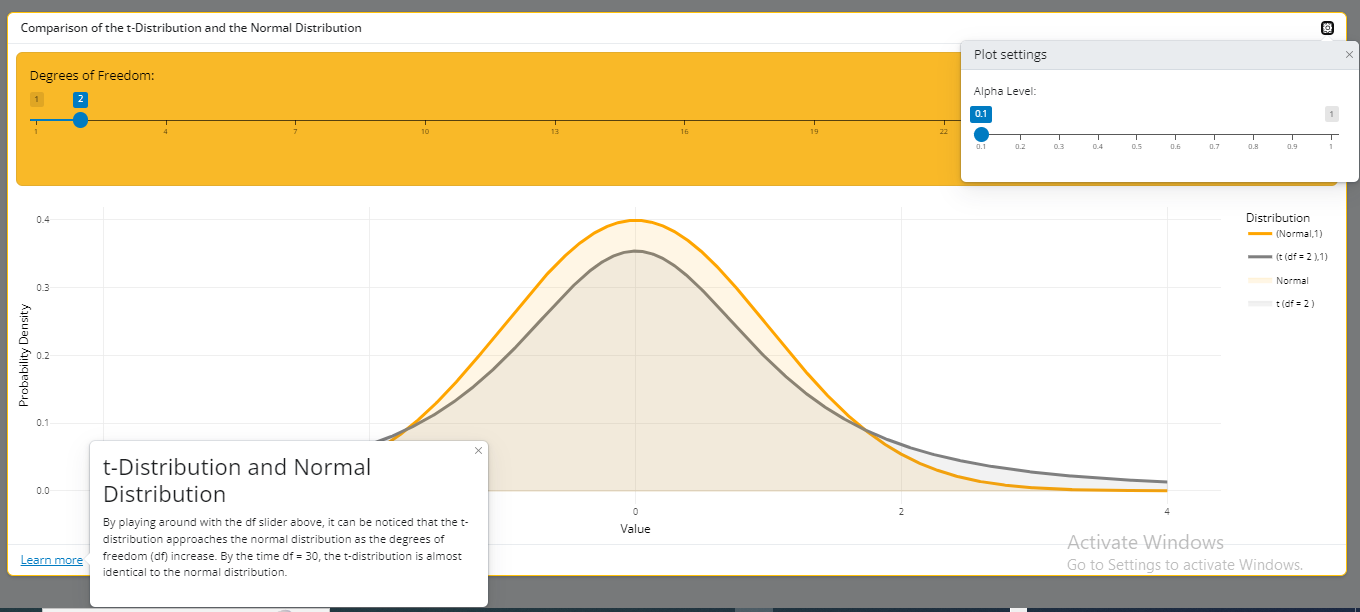 Comparison of the t-Distribution and the Normal Distribution
Plot settings
Degrees of Freedom:
Alpha Level:
1 2
0.1 1
1 4 7 10 13 16 19 22
0.1 0.2 0.3 0.4 0.5 0.6 0.7 0.8 0.9 1
Distribution
(Normal,1)
(t (df = 2 ),1)
Normal
t (df = 2 )
Probability Density
0.4
0.3
0.2
0.1
0.0
0 2 4
Value
t-Distribution and Normal
Distribution
By playing around with the df slider above, it can be noticed that the t-
distribution approaches the normal distribution as the degrees of
freedom (df) increase. By the time df = 30, the t-distribution is almost
identical to the normal distribution.
Learn more
Activate Windows
Go to Settings to activate Windows.